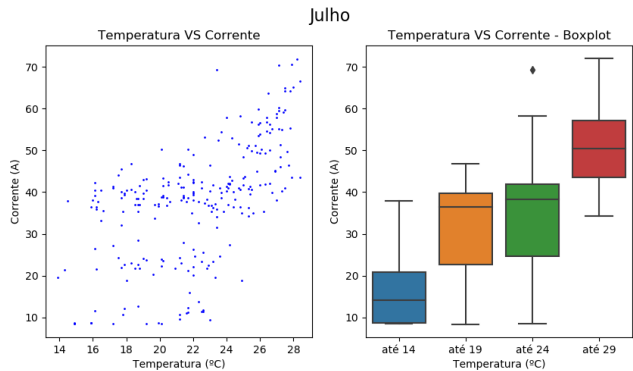 Julho
Temperatura VS Corrente
70
60
50
40
30
20
10
Corrente (A)
14 16 18 20 22 24 26 28
Temperatura (ºC)
Temperatura VS Corrente - Boxplot
70
60
50
40
30
20
10
Corrente (A)
até 14 até 19 até 24 até 29
Temperatura (ºC)